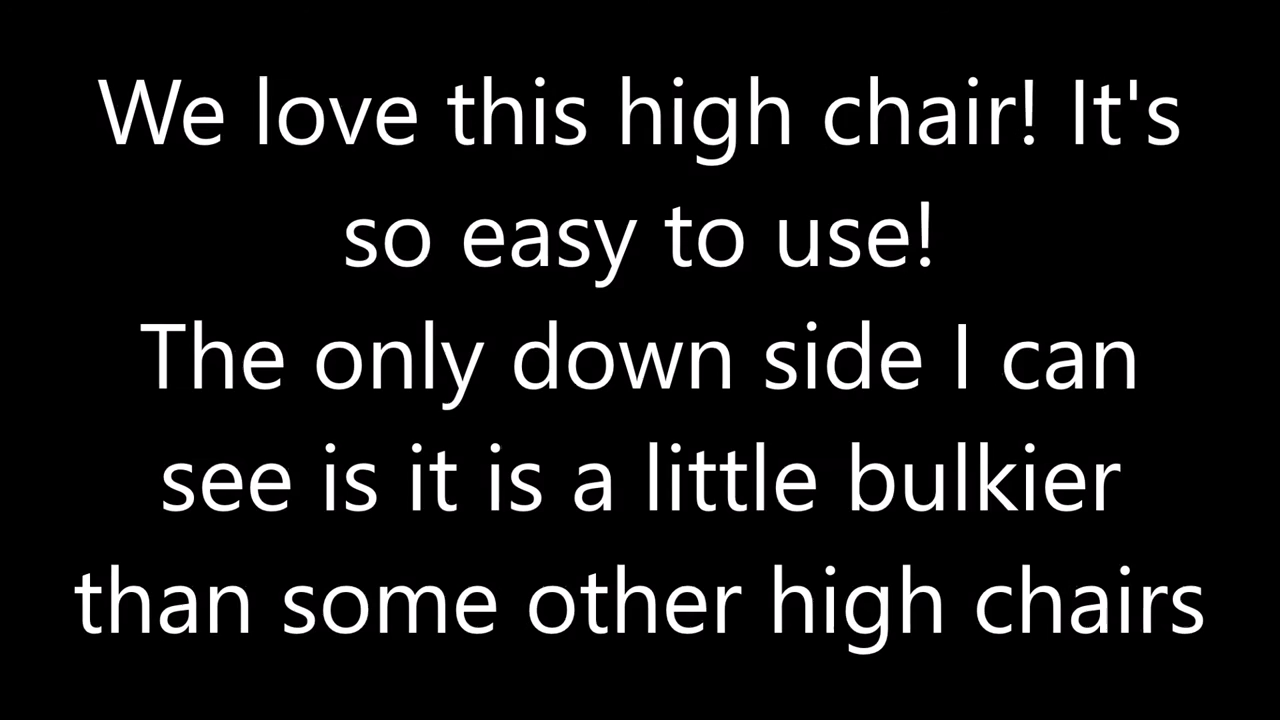 We love this high chair! It's
so easy to use!
The only down side I can
see is it is a little bulkier
than some other high chairs